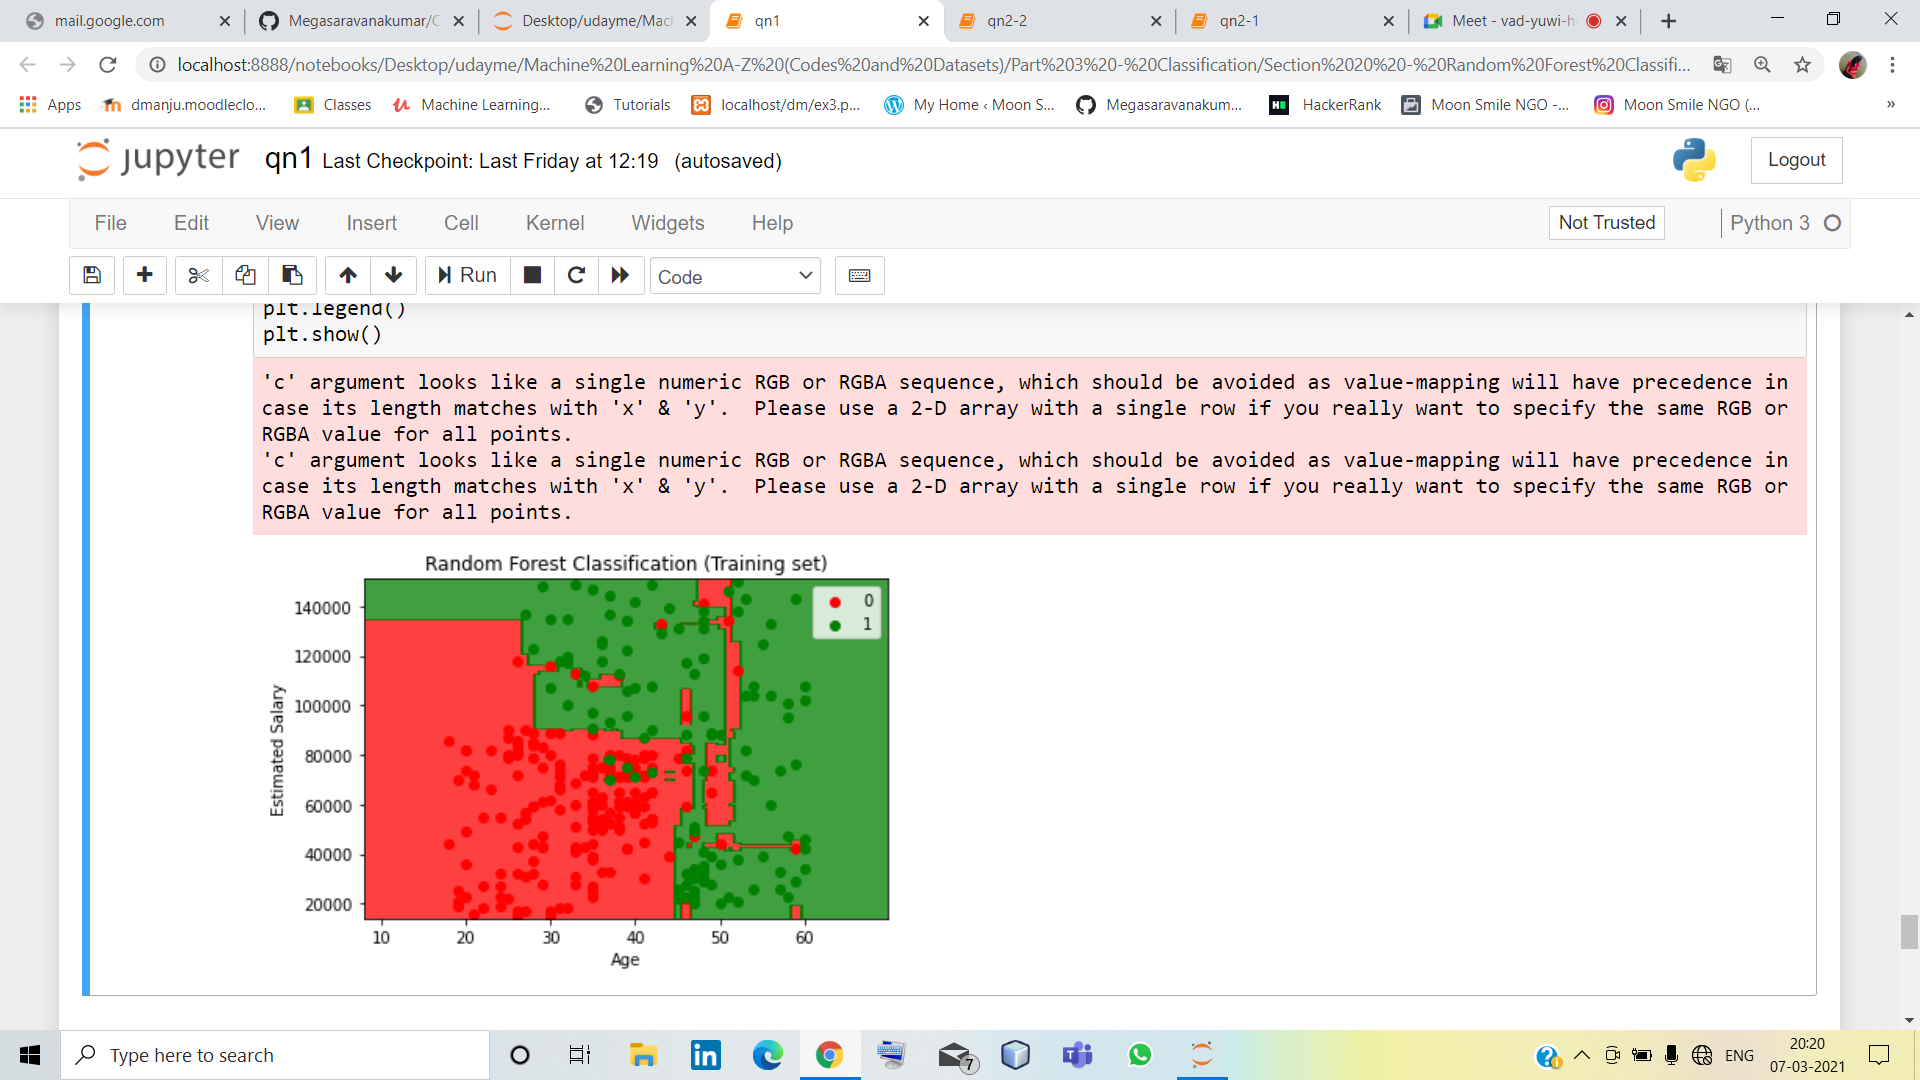 mail.google.com
Megasaravanakumar/C
Desktop/udayme/Mach
qn1
qn2-2
qn2-1
Meet - vad-yuwi-h
localhost:8888/notebooks/Desktop/udayme/Machine%20Learning%20A-Z%20(Codes%20and%20Datasets)/Part%203%20-%20Classification/Section%2020%20-%20Random%20Forest%20Classifi...
Apps
dmanju.moodleclo...
Classes
Machine Learning...
Tutorials
localhost/dm/ex3.p...
My Home ‹ Moon S...
Megasaravanakum...
HackerRank
Moon Smile NGO -...
Moon Smile NGO (...
»
jupyter qn1 Last Checkpoint: Last Friday at 12:19 (autosaved)
Logout
File Edit View Insert Cell Kernel Widgets Help
Not Trusted
Python 3
Run
Code
plt.legend()
plt.show()
'c' argument looks like a single numeric RGB or RGBA sequence, which should be avoided as value-mapping will have precedence in
case its length matches with 'x' & 'y'.  Please use a 2-D array with a single row if you really want to specify the same RGB or
RGBA value for all points.
'c' argument looks like a single numeric RGB or RGBA sequence, which should be avoided as value-mapping will have precedence in
case its length matches with 'x' & 'y'.  Please use a 2-D array with a single row if you really want to specify the same RGB or
RGBA value for all points.
Random Forest Classification (Training set)
0
1
140000
120000
100000
80000
60000
40000
20000
Estimated Salary
10 20 30 40 50 60
Age
Type here to search
7
ENG
20:20
07-03-2021